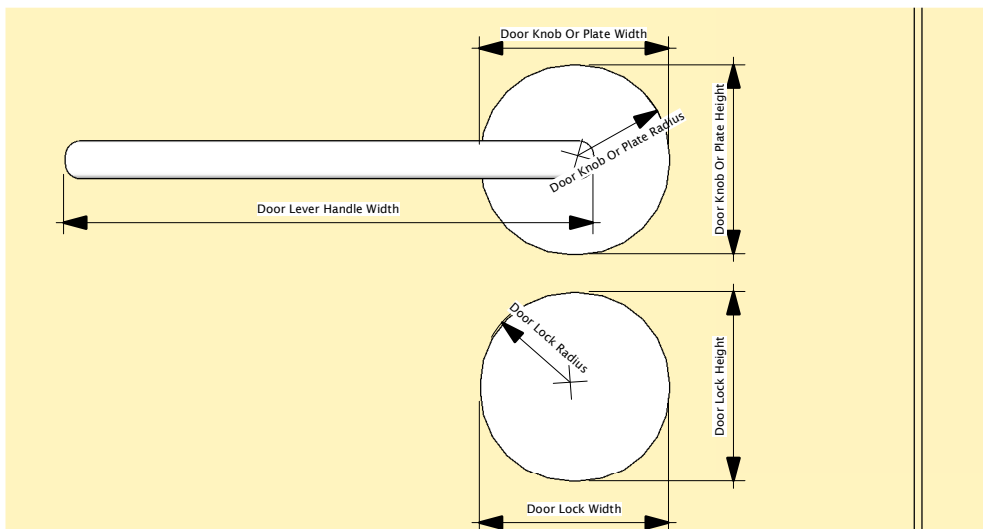 Door Knob Or Plate Width
Door Knob Or Plate Height
Door Knob Or Plate Radius
Door Lever Handle Width
Door Lock Radius
Door Lock Height
Door Lock Width